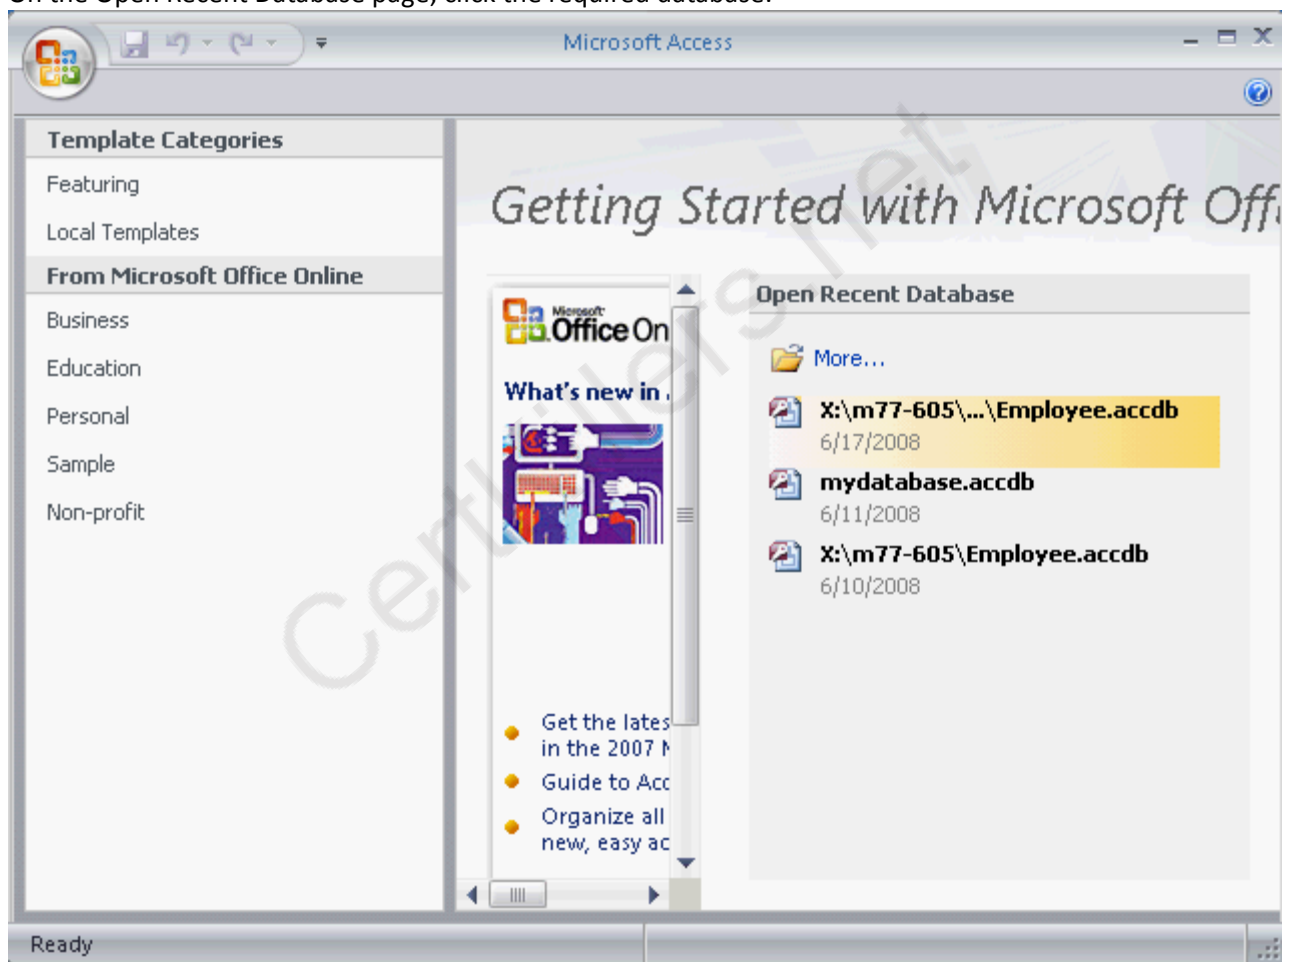 On the Open Recent Database page, click the required database.
Microsoft Access
Template Categories
Featuring
Local Templates
From Microsoft Office Online
Business
Education
Personal
Sample
Non-profit
Getting Started with Microsoft Offi
Microsoft
Office On
What's new in
Get the lates
in the 2007
Guide to Acc
Organize all
new, easy ac
Open Recent Database
More...
X:\m77-605\...\Employee.accdb
6/17/2008
mydatabase.accdb
6/11/2008
X:\m77-605\Employee.accdb
6/10/2008
Ready
Certkillers.net